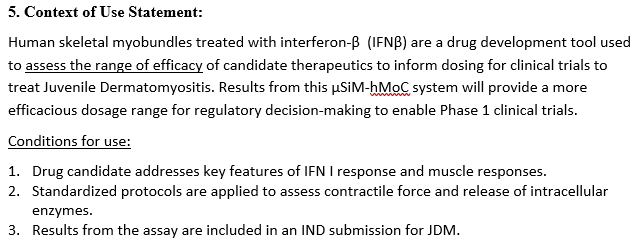 5. Context of Use Statement:
Human skeletal myobundles treated with interferon-β (IFNβ) are a drug development tool used
to assess the range of efficacy of candidate therapeutics to inform dosing for clinical trials to
treat Juvenile Dermatomyositis. Results from this µSiM-hMoC system will provide a more
efficacious dosage range for regulatory decision-making to enable Phase 1 clinical trials.
Conditions for use:
1. Drug candidate addresses key features of IFN I response and muscle responses.
2. Standardized protocols are applied to assess contractile force and release of intracellular
enzymes.
3. Results from the assay are included in an IND submission for JDM.